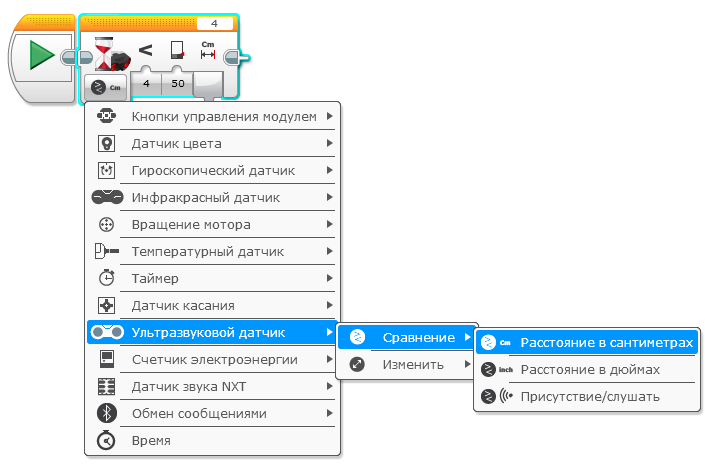 4
<
Cm
Cm
4
50
Кнопки управления модулем
Датчик цвета
Гироскопический датчик
Инфракрасный датчик
Вращение мотора
Температурный датчик
Таймер
Датчик касания
Ультразвуковой датчик
Сравнение
Cm Расстояние в сантиметрах
Счетчик электроэнергии
Изменить
inch Расстояние в дюймах
Датчик звука NXT
Присутствие/слушать
Обмен сообщениями
Время